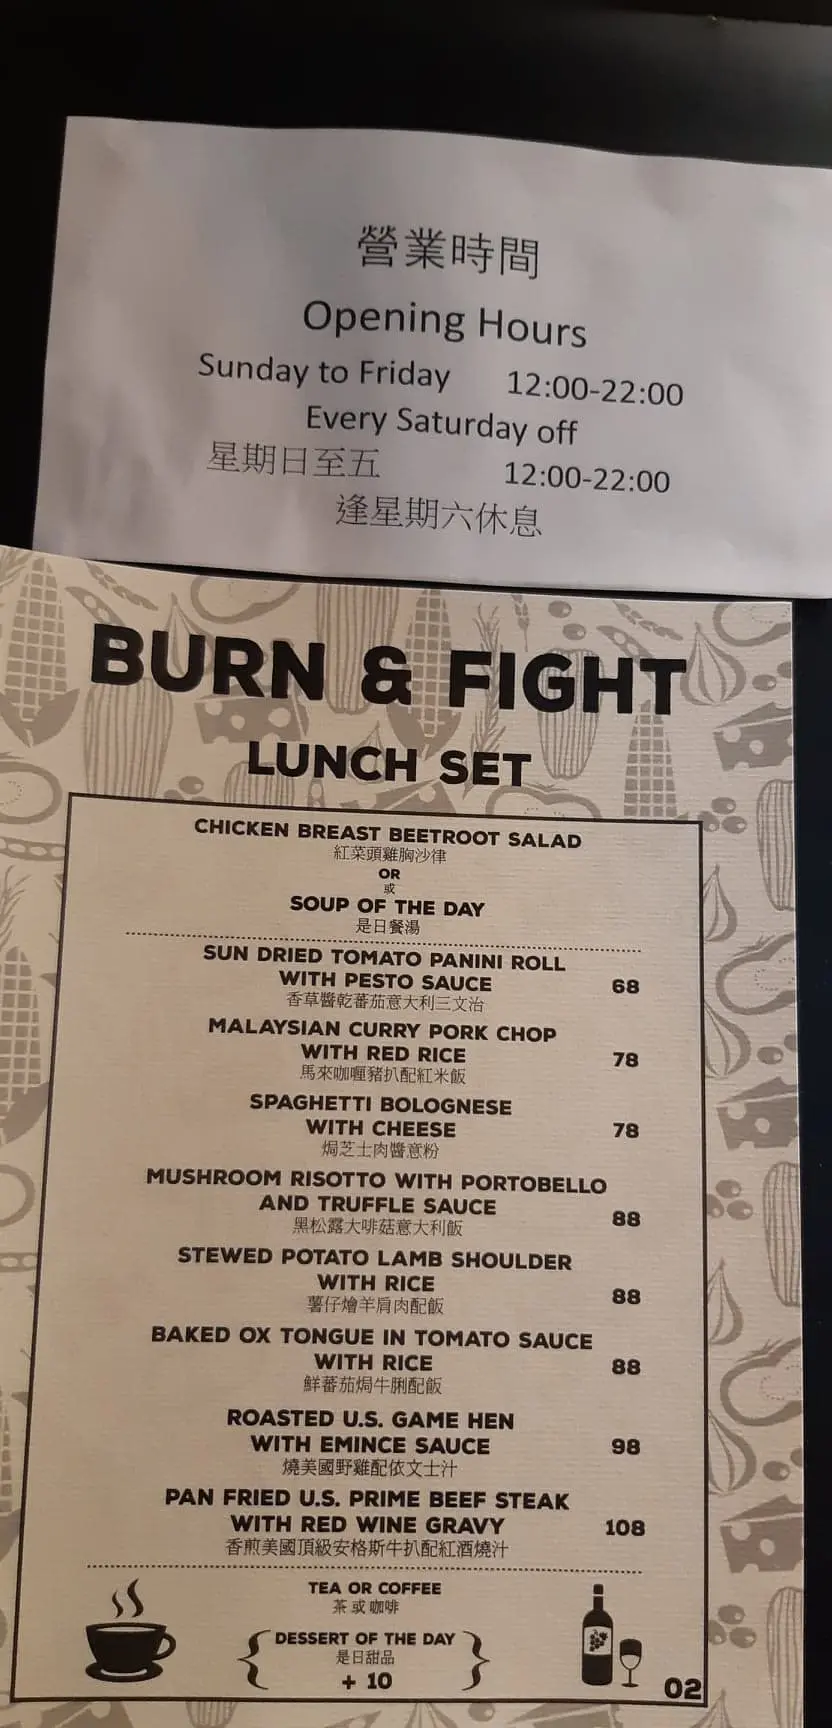 營業時間
Opening Hours
Sunday to Friday 12:00-22:00
Every Saturday off
星期日至五 12:00-22:00
逢星期六休息
BURN & FIGHT
LUNCH SET
CHICKEN BREAST BEETROOT SALAD
紅菜頭雞胸沙律
OR
或
SOUP OF THE DAY
是日餐湯
SUN DRIED TOMATO PANINI ROLL
WITH PESTO SAUCE 68
香草醬乾蕃茄意大利三文治
MALAYSIAN CURRY PORK CHOP
WITH RED RICE 78
馬來咖喱豬扒配紅米飯
SPAGHETTI BOLOGNESE
WITH CHEESE 78
焗芝士肉醬意粉
MUSHROOM RISOTTO WITH PORTOBELLO
AND TRUFFLE SAUCE 88
黑松露大啡菇意大利飯
STEWED POTATO LAMB SHOULDER
WITH RICE 88
薯仔燴羊肩肉配飯
BAKED OX TONGUE IN TOMATO SAUCE
WITH RICE 88
鮮蕃茄焗牛脷配飯
ROASTED U.S. GAME HEN
WITH EMINCE SAUCE 98
燒美國野雞配依文士汁
PAN FRIED U.S. PRIME BEEF STEAK
WITH RED WINE GRAVY 108
香煎美國頂級安格斯牛扒配紅酒燒汁
TEA OR COFFEE
茶 或 咖啡
DESSERT OF THE DAY
是日甜品
+ 10
02